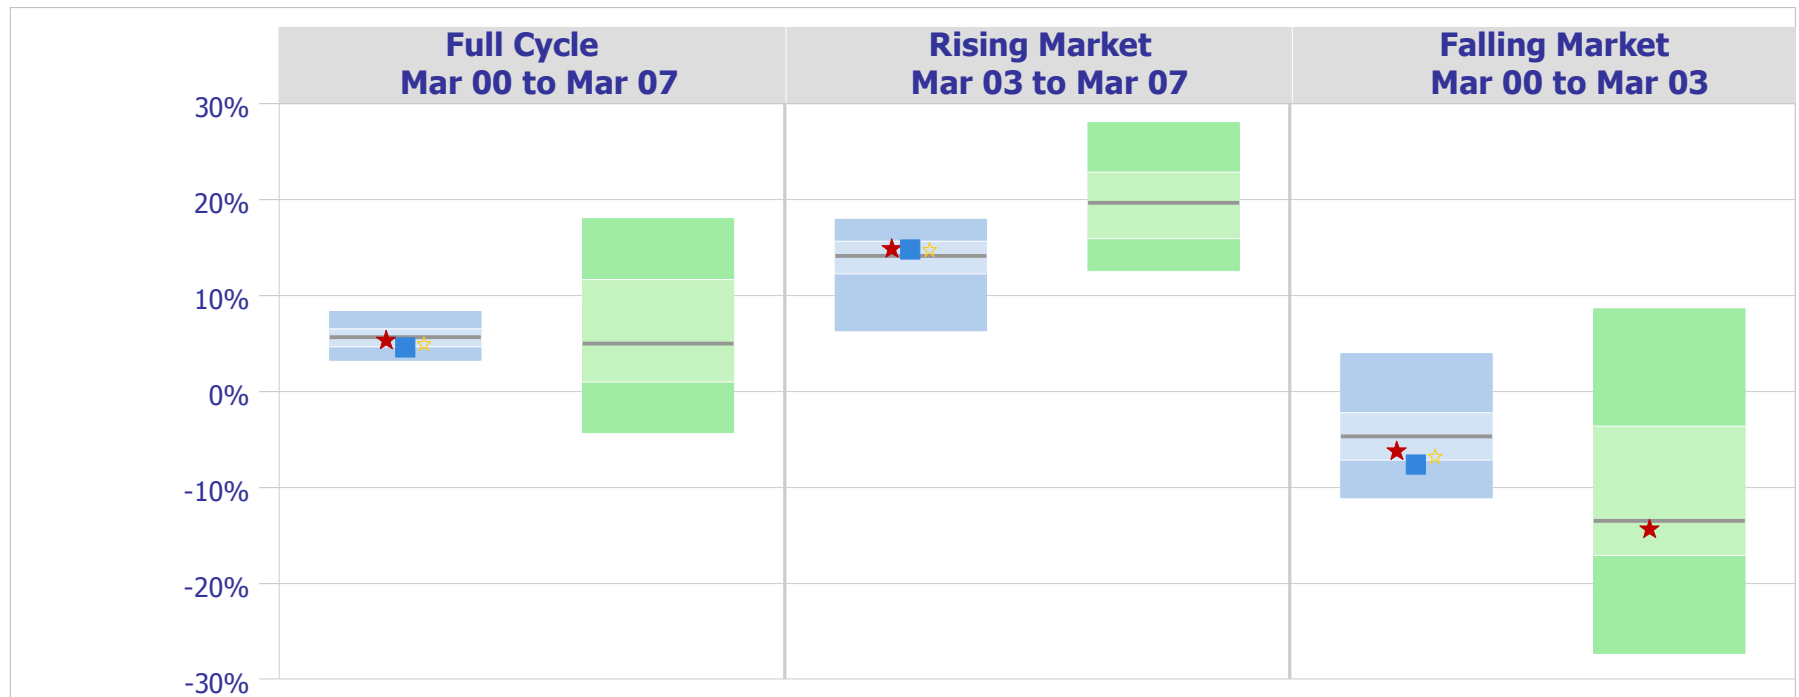 Full Cycle
Mar 00 to Mar 07
Rising Market
Mar 03 to Mar 07
Falling Market
Mar 00 to Mar 03
30%
20%
10%
0%
-10%
-20%
-30%